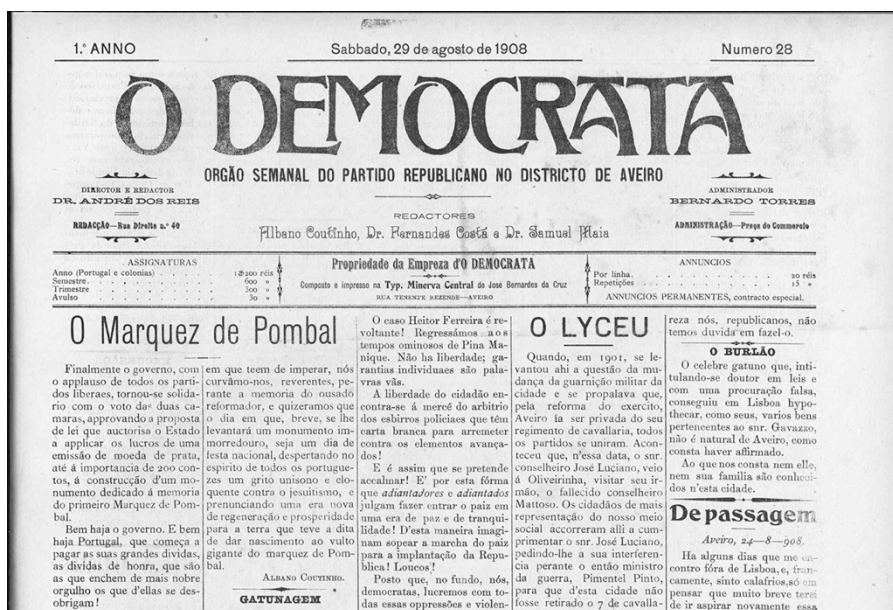 1.º ANNO
Sabbado, 29 de agosto de 1908
Numero 28
O DEMOCRATA
ORGÃO SEMANAL DO PARTIDO REPUBLICANO NO DISTRICTO DE AVEIRO
DIRECTOR E REDACTOR
DR. ANDRÉ DOS REIS
REDACÇÃO—Rua Direita n.º 40
REDACTORES
Albano Coutinho, Dr. Fernandes Costa e Dr. Samuel Maia
ADMINISTRADOR
BERNARDO TORRES
ADMINISTRAÇÃO—Praça do Commercio
ASSIGNATURAS
Anno (Portugal e colonias) . . . . 1$200 réis
Semestre. . . . . . . . 600 »
Trimestre . . . . . . . 300 »
Avulso . . . . . . . . 30 »
Propriedade da Empreza d'O DEMOCRATA
Composto e impresso na Typ. Minerva Central de José Bernardes da Cruz
RUA TENENTE REZENDE—AVEIRO
ANNUNCIOS
Por linha. . . . . . . . . 20 réis
Repetições . . . . . . . . 15 »
ANNUNCIOS PERMANENTES, contracto especial.
O Marquez de Pombal
Finalmente o governo, com
o applauso de todos os parti-
dos liberaes, tornou-se solida-
rio com o voto das duas ca-
maras, approvando a proposta
de lei que auctorisa o Estado
a applicar os lucros de uma
emissão de moeda de prata,
até á importancia de 200 con-
tos, á construcção d'um mo-
numento dedicado á memoria
do primeiro Marquez de Pom-
bal.
Bem haja o governo. E bem
haja Portugal, que começa a
pagar as suas grandes dividas,
as dividas de honra, que são
as que enchem de mais nobre
orgulho os que d'ellas se des-
obrigam !
em que teem de imperar, nós
curvâmo-nos, reverentes, pe-
rante a memoria do ousado
reformador, e quizeramos que
o dia em que, breve, se lhe
levantará um monumento im-
morredouro, seja um dia de
festa nacional, despertando no
espirito de todos os portugue-
zes um grito unisono e elo-
quente contra o jesuitismo, e
prenunciando uma era nova
de regeneração e prosperidade
para a terra que teve a dita
de dar nascimento ao vulto
gigante do marquez de Pom-
bal.
ALBANO COUTINHO.
GATUNAGEM
O caso Heitor Ferreira é re-
voltante! Regressámos aos
tempos ominosos de Pina Ma-
nique. Não ha liberdade; ga-
rantias individuaes são pala-
vras vãs.
A liberdade do cidadão en-
contra-se á mercê do arbitrio
dos esbirros policiaes que têm
carta branca para arremeter
contra os elementos avança-
dos!
E é assim que se pretende
accalmar! E' por esta fórma
que adiantadores e adiantados
julgam fazer entrar o paiz em
uma era de paz e de tranqui-
lidade! D'esta maneira imagi-
nam sopear a marcha do paiz
para a implantação da Repu-
blica! Loucos!
Posto que, no fundo, nós,
democratas, lucremos com to-
das essas oppressões e violen-
O LYCEU
Quando, em 1901, se le-
vantou ahi a questão da mu-
dança da guarnição militar da
cidade e se propalava que,
pela reforma do exercito,
Aveiro ia ser privada do seu
regimento de cavallaria, todos
os partidos se uniram. Acon-
teceu que, n'essa data, o snr.
conselheiro José Luciano, veio
á Oliveirinha, visitar seu ir-
mão, o fallecido conselheiro
Mattoso. Os cidadãos de mais
representação do nosso meio
social accorreram alli a cum-
primentar o snr. José Luciano,
pedindo-lhe a sua interferen-
cia perante o então ministro
da guerra, Pimentel Pinto,
para que d'esta cidade não
fosse retirado o 7 de cavalla-
reza nós, republicanos, não
temos duvida em fazel-o.
O BURLÃO
O celebre gatuno que, inti-
tulando-se doutor em leis e
com uma procuração falsa,
conseguiu em Lisboa hypo-
thecar, como seus, varios bens
pertencentes ao snr. Gavazzo,
não é natural de Aveiro, como
consta haver affirmado.
Ao que nos consta nem elle,
nem sua familia são conheci-
dos n'esta cidade.
De passagem
Aveiro, 24—8—908.
Ha alguns dias que me en-
contro fóra de Lisboa, e, fran-
camente, sinto calafrios, só em
pensar que muito breve terei
de ir aspirar novamente essa